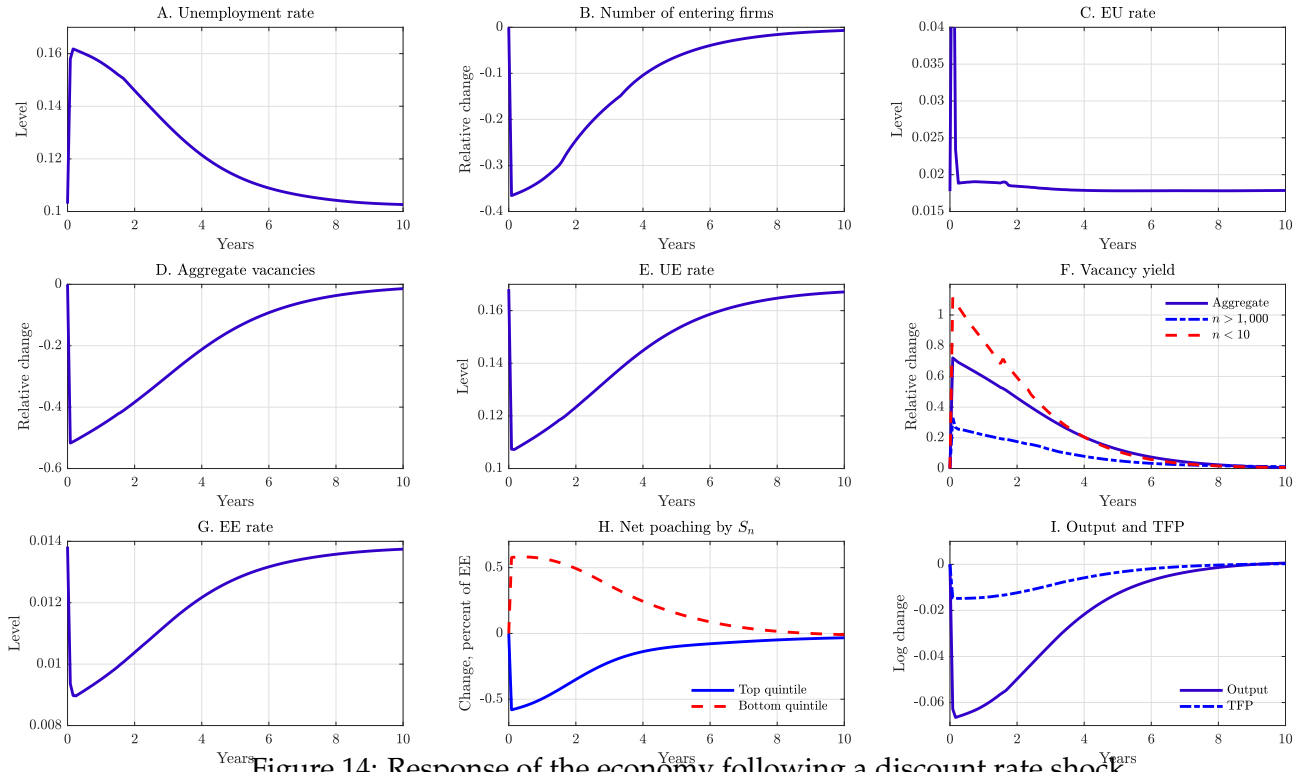 A. Unemployment rate
0.16
0.14
0.12
0.1
Level
0 2 4 6 8 10
Years
B. Number of entering firms
0
-0.1
-0.2
-0.3
-0.4
Relative change
0 2 4 6 8 10
Years
C. EU rate
0.04
0.035
0.03
0.025
0.02
0.015
Level
0 2 4 6 8 10
Years
D. Aggregate vacancies
0
-0.2
-0.4
-0.6
Relative change
0 2 4 6 8 10
Years
E. UE rate
0.16
0.14
0.12
0.1
Level
0 2 4 6 8 10
Years
F. Vacancy yield
1
0.8
0.6
0.4
0.2
0
Relative change
Aggregate
n > 1,000
n < 10
0 2 4 6 8 10
Years
G. EE rate
0.014
0.012
0.01
0.008
Level
0 2 4 6 8 10
Years
H. Net poaching by Sₙ
0.5
0
-0.5
Change, percent of EE
Top quintile
Bottom quintile
0 2 4 6 8 10
Years
I. Output and TFP
0
-0.02
-0.04
-0.06
Log change
Output
TFP
0 2 4 6 8 10
Years
Figure 14: Response of the economy following a discount rate shock